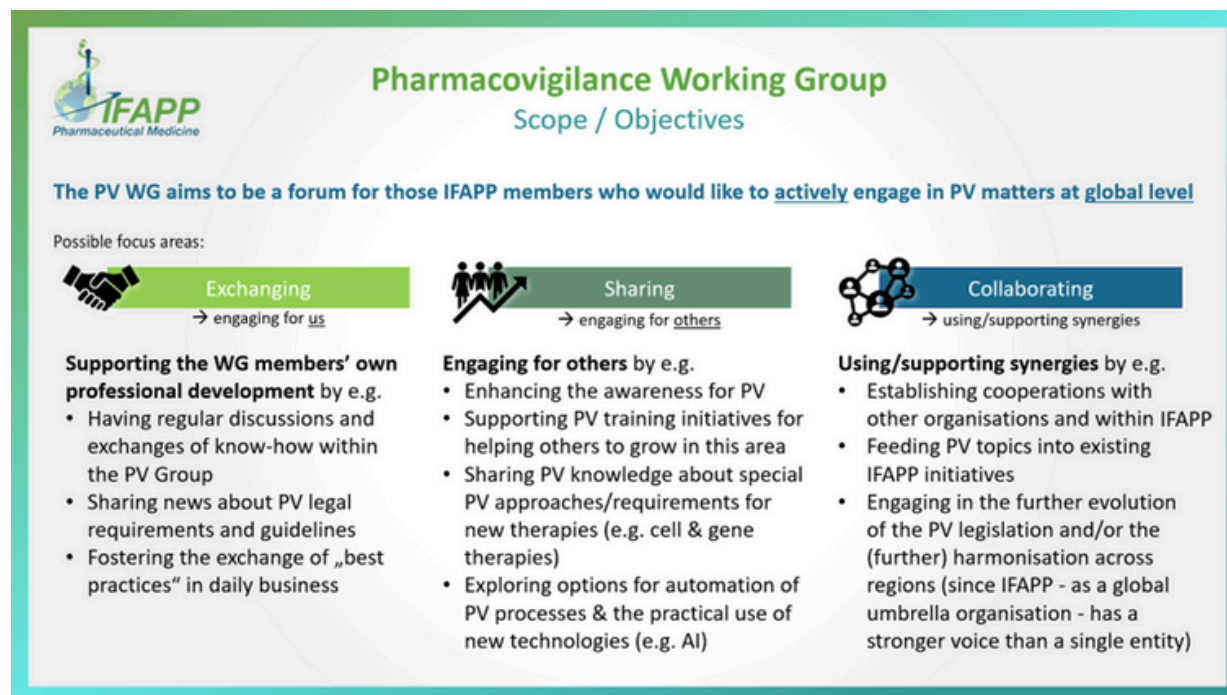 IFAPP
Pharmaceutical Medicine
Pharmacovigilance Working Group
Scope / Objectives
The PV WG aims to be a forum for those IFAPP members who would like to actively engage in PV matters at global level
Possible focus areas:
Exchanging
→ engaging for us
Supporting the WG members’ own
professional development by e.g.
• Having regular discussions and
exchanges of know-how within
the PV Group
• Sharing news about PV legal
requirements and guidelines
• Fostering the exchange of „best
practices“ in daily business
Sharing
→ engaging for others
Engaging for others by e.g.
• Enhancing the awareness for PV
• Supporting PV training initiatives for
helping others to grow in this area
• Sharing PV knowledge about special
PV approaches/requirements for
new therapies (e.g. cell & gene
therapies)
• Exploring options for automation of
PV processes & the practical use of
new technologies (e.g. AI)
Collaborating
→ using/supporting synergies
Using/supporting synergies by e.g.
• Establishing cooperations with
other organisations and within IFAPP
• Feeding PV topics into existing
IFAPP initiatives
• Engaging in the further evolution
of the PV legislation and/or the
(further) harmonisation across
regions (since IFAPP - as a global
umbrella organisation - has a
stronger voice than a single entity)